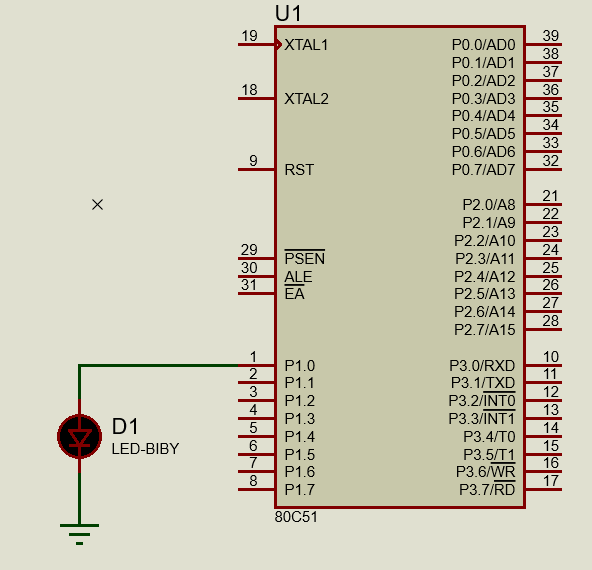 U1
19 XTAL1 P0.0/AD0 39
P0.1/AD1 38
P0.2/AD2 37
18 XTAL2 P0.3/AD3 36
P0.4/AD4 35
P0.5/AD5 34
P0.6/AD6 33
9 RST P0.7/AD7 32
P2.0/A8 21
P2.1/A9 22
P2.2/A10 23
29 PSEN P2.3/A11 24
30 ALE P2.4/A12 25
31 EA P2.5/A13 26
P2.6/A14 27
P2.7/A15 28
1 P1.0 P3.0/RXD 10
2 P1.1 P3.1/TXD 11
3 P1.2 P3.2/INT0 12
4 P1.3 P3.3/INT1 13
5 P1.4 P3.4/T0 14
6 P1.5 P3.5/T1 15
7 P1.6 P3.6/WR 16
8 P1.7 P3.7/RD 17
80C51
D1
LED-BIBY